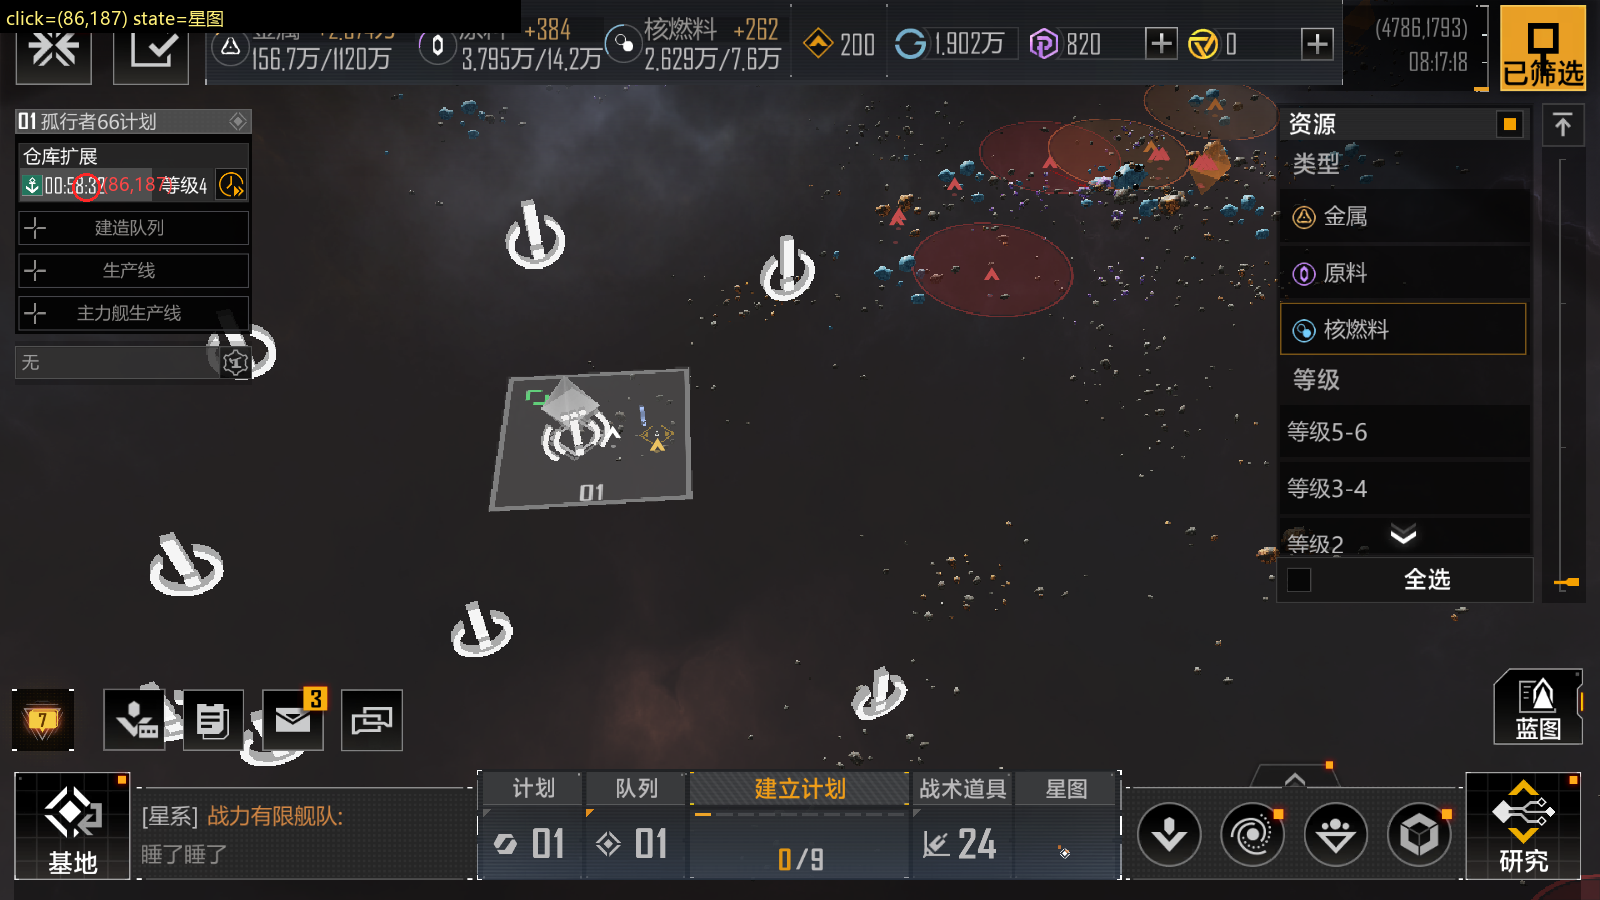 click=(86,187) state=星图
156.7万/1120万
+384
3.795万/14.2万
核燃料 +262
2.629万/7.6万
200
1.902万
820
0
(4786,1793)
08:17:18
已筛选
01 孤行者66计划
仓库扩展
00:58:32
(86,187)
等级4
建造队列
生产线
主力舰生产线
无
资源
类型
金属
原料
核燃料
等级
等级5-6
等级3-4
等级2
全选
01
蓝图
7
3
基地
[星系] 战力有限舰队:
睡了睡了
计划
01
队列
01
建立计划
0/9
战术道具
24
星图
研究